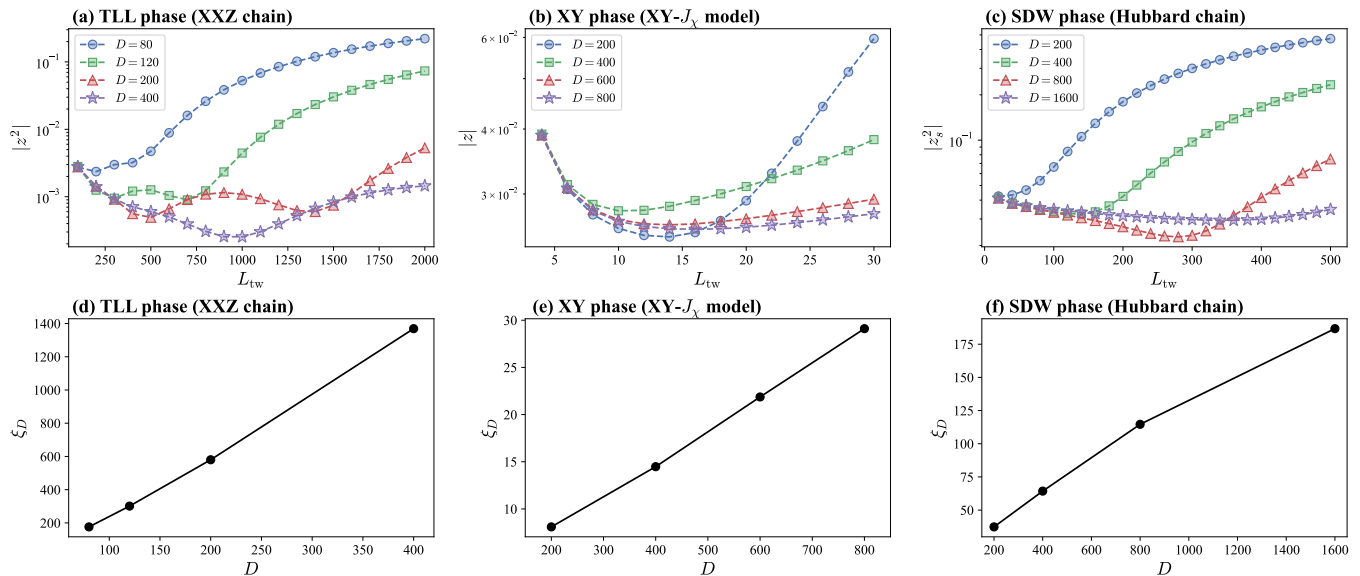 (a) TLL phase (XXZ chain)
|z²|
D = 80
D = 120
D = 200
D = 400
10⁻¹
10⁻²
10⁻³
250 500 750 1000 1250 1500 1750 2000
L_tw
(b) XY phase (XY-J_χ model)
|z|
D = 200
D = 400
D = 600
D = 800
6 × 10⁻²
4 × 10⁻²
3 × 10⁻²
5 10 15 20 25 30
L_tw
(c) SDW phase (Hubbard chain)
|z_s²|
D = 200
D = 400
D = 800
D = 1600
10⁻¹
0 100 200 300 400 500
L_tw
(d) TLL phase (XXZ chain)
ξ_D
1400
1200
1000
800
600
400
200
100 150 200 250 300 350 400
D
(e) XY phase (XY-J_χ model)
ξ_D
30
25
20
15
10
200 300 400 500 600 700 800
D
(f) SDW phase (Hubbard chain)
ξ_D
175
150
125
100
75
50
200 400 600 800 1000 1200 1400 1600
D